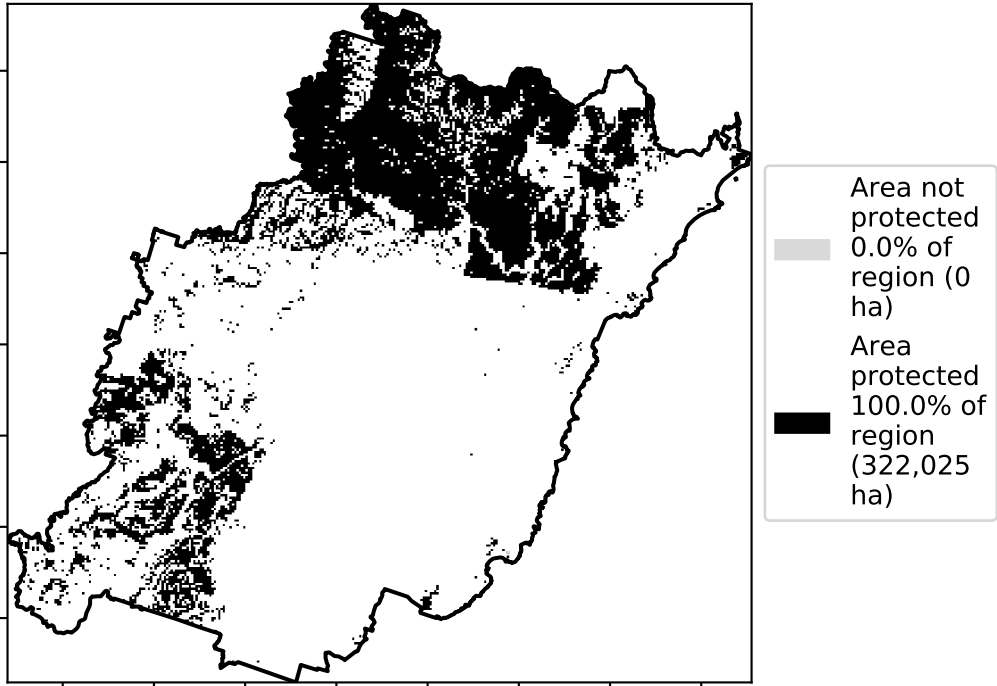 Area not
protected
0.0% of
region (0
ha)
Area
protected
100.0% of
region
(322,025
ha)